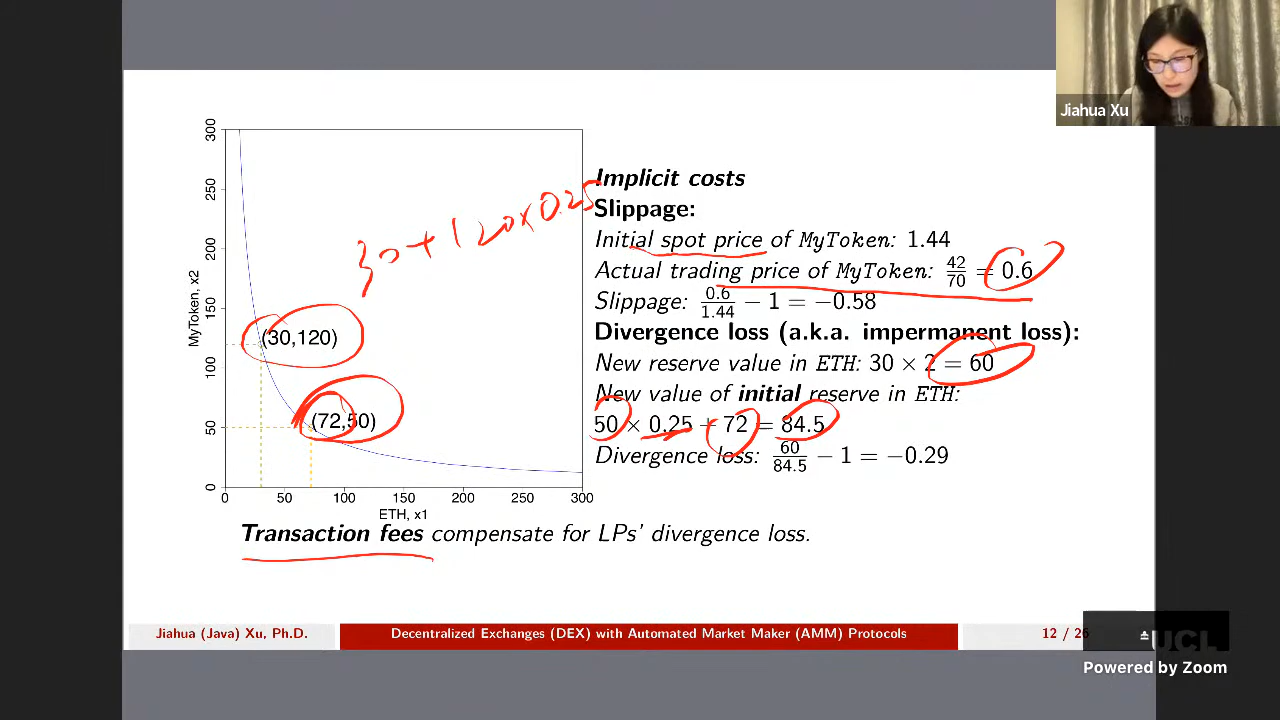 Jiahua Xu
300
250
200
150
100
50
0
MyToken, x2
30 + 120 × 0.25
(30,120)
(72,50)
0 50 100 150 200 250 300
ETH, x1
Implicit costs
Slippage:
Initial spot price of MyToken: 1.44
Actual trading price of MyToken: 42/70 = 0.6
Slippage: 0.6/1.44 − 1 = −0.58
Divergence loss (a.k.a. impermanent loss):
New reserve value in ETH: 30 × 2 = 60
New value of initial reserve in ETH:
50 × 0.25 + 72 = 84.5
Divergence loss: 60/84.5 − 1 = −0.29
Transaction fees compensate for LPs' divergence loss.
Jiahua (Java) Xu, Ph.D. Decentralized Exchanges (DEX) with Automated Market Maker (AMM) Protocols 12 / 26
UCL
Powered by Zoom